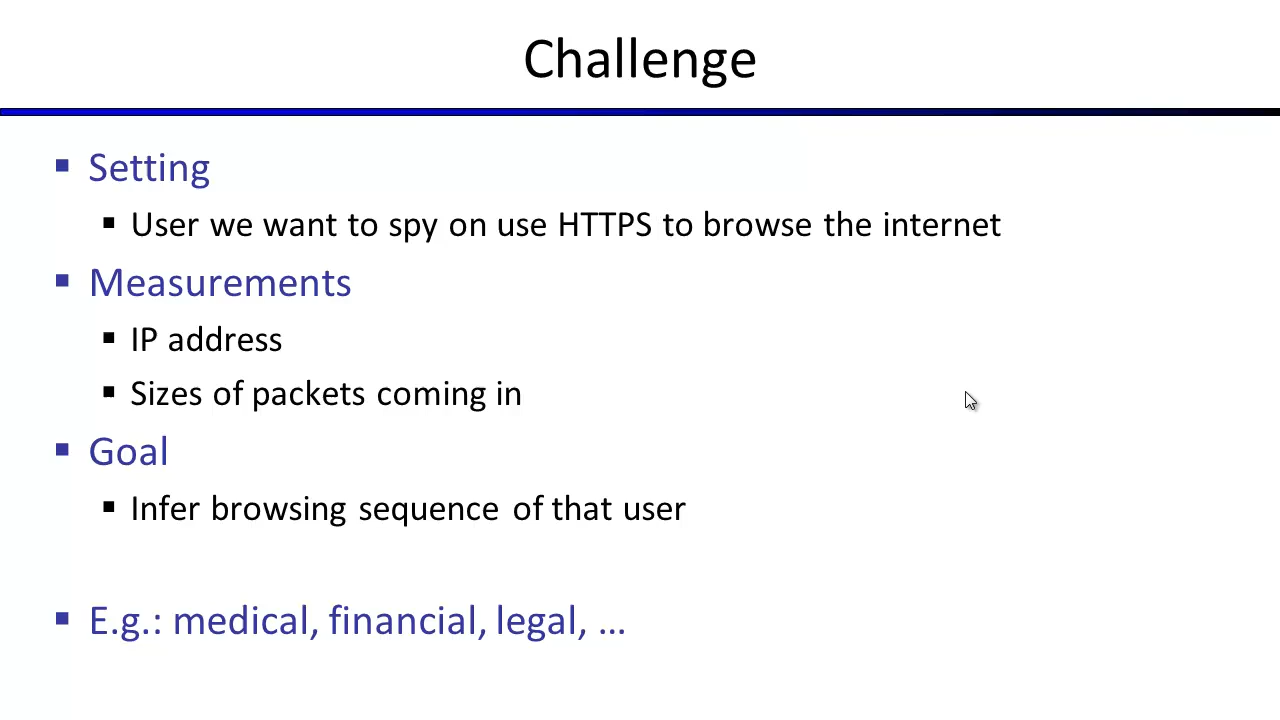 Challenge
Setting
User we want to spy on use HTTPS to browse the internet
Measurements
IP address
Sizes of packets coming in
Goal
Infer browsing sequence of that user
E.g.: medical, financial, legal, …